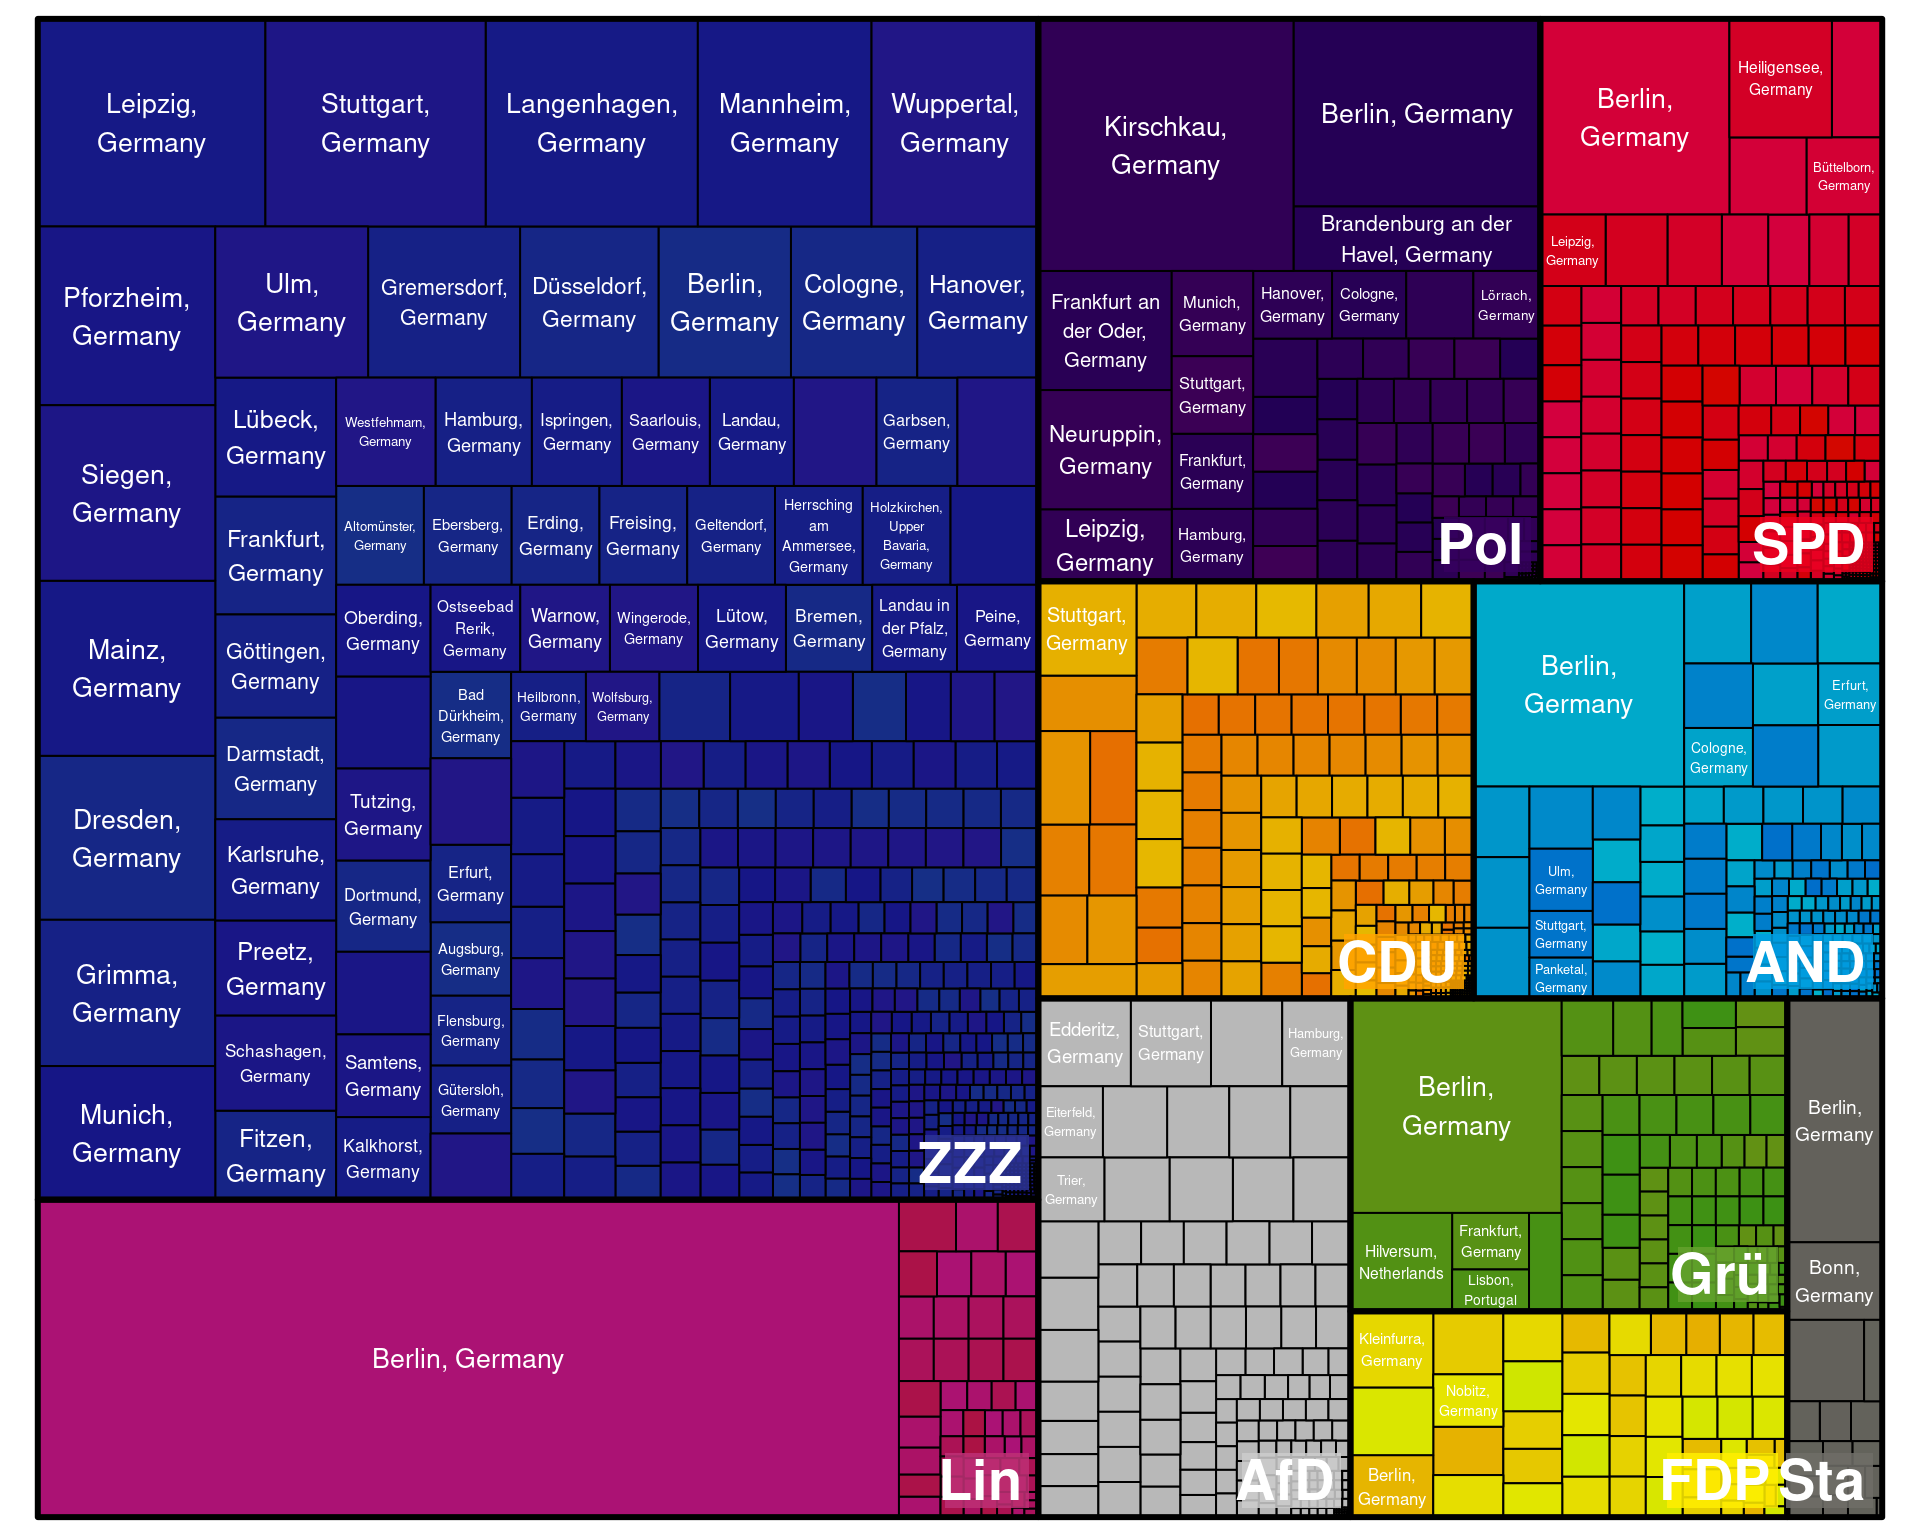 Leipzig,
Germany
Stuttgart,
Germany
Langenhagen,
Germany
Mannheim,
Germany
Wuppertal,
Germany
Pforzheim,
Germany
Siegen,
Germany
Mainz,
Germany
Dresden,
Germany
Grimma,
Germany
Munich,
Germany
Ulm,
Germany
Gremersdorf,
Germany
Düsseldorf,
Germany
Berlin,
Germany
Cologne,
Germany
Hanover,
Germany
Lübeck,
Germany
Frankfurt,
Germany
Göttingen,
Germany
Darmstadt,
Germany
Karlsruhe,
Germany
Preetz,
Germany
Schashagen,
Germany
Fitzen,
Germany
Westfehmarn,
Germany
Hamburg,
Germany
Ispringen,
Germany
Saarlouis,
Germany
Landau,
Germany
Garbsen,
Germany
Altomünster,
Germany
Ebersberg,
Germany
Erding,
Germany
Freising,
Germany
Geltendorf,
Germany
Herrsching
am
Ammersee,
Germany
Holzkirchen,
Upper
Bavaria,
Germany
Oberding,
Germany
Ostseebad
Rerik,
Germany
Warnow,
Germany
Wingerode,
Germany
Lütow,
Germany
Bremen,
Germany
Landau in
der Pfalz,
Germany
Peine,
Germany
Tutzing,
Germany
Dortmund,
Germany
Samtens,
Germany
Kalkhorst,
Germany
Bad
Dürkheim,
Germany
Heilbronn,
Germany
Wolfsburg,
Germany
Erfurt,
Germany
Augsburg,
Germany
Flensburg,
Germany
Gütersloh,
Germany
ZZZ
Berlin, Germany
Lin
Kirschkau,
Germany
Berlin, Germany
Brandenburg an der
Havel, Germany
Frankfurt an
der Oder,
Germany
Neuruppin,
Germany
Leipzig,
Germany
Munich,
Germany
Stuttgart,
Germany
Frankfurt,
Germany
Hamburg,
Germany
Hanover,
Germany
Cologne,
Germany
Lörrach,
Germany
Pol
Berlin,
Germany
Heiligensee,
Germany
Büttelborn,
Germany
Leipzig,
Germany
SPD
Stuttgart,
Germany
CDU
Berlin,
Germany
Erfurt,
Germany
Cologne,
Germany
Ulm,
Germany
Stuttgart,
Germany
Panketal,
Germany
AND
Edderitz,
Germany
Stuttgart,
Germany
Hamburg,
Germany
Eiterfeld,
Germany
Trier,
Germany
AfD
Berlin,
Germany
Hilversum,
Netherlands
Frankfurt,
Germany
Lisbon,
Portugal
Grü
Kleinfurra,
Germany
Nobitz,
Germany
Berlin,
Germany
FDP
Berlin,
Germany
Bonn,
Germany
Sta